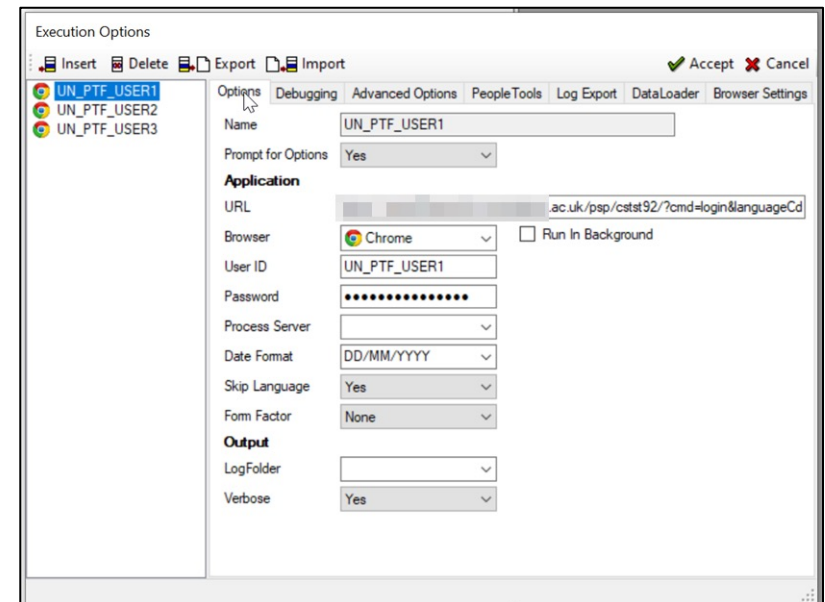 Execution Options
Insert Delete Export Import Accept Cancel
UN_PTF_USER1
UN_PTF_USER2
UN_PTF_USER3
Options Debugging Advanced Options PeopleTools Log Export DataLoader Browser Settings
Name UN_PTF_USER1
Prompt for Options Yes
Application
URL .ac.uk/psp/cstst92/?cmd=login&languageCd
Browser Chrome Run In Background
User ID UN_PTF_USER1
Password •••••••••••••••
Process Server
Date Format DD/MM/YYYY
Skip Language Yes
Form Factor None
Output
LogFolder
Verbose Yes